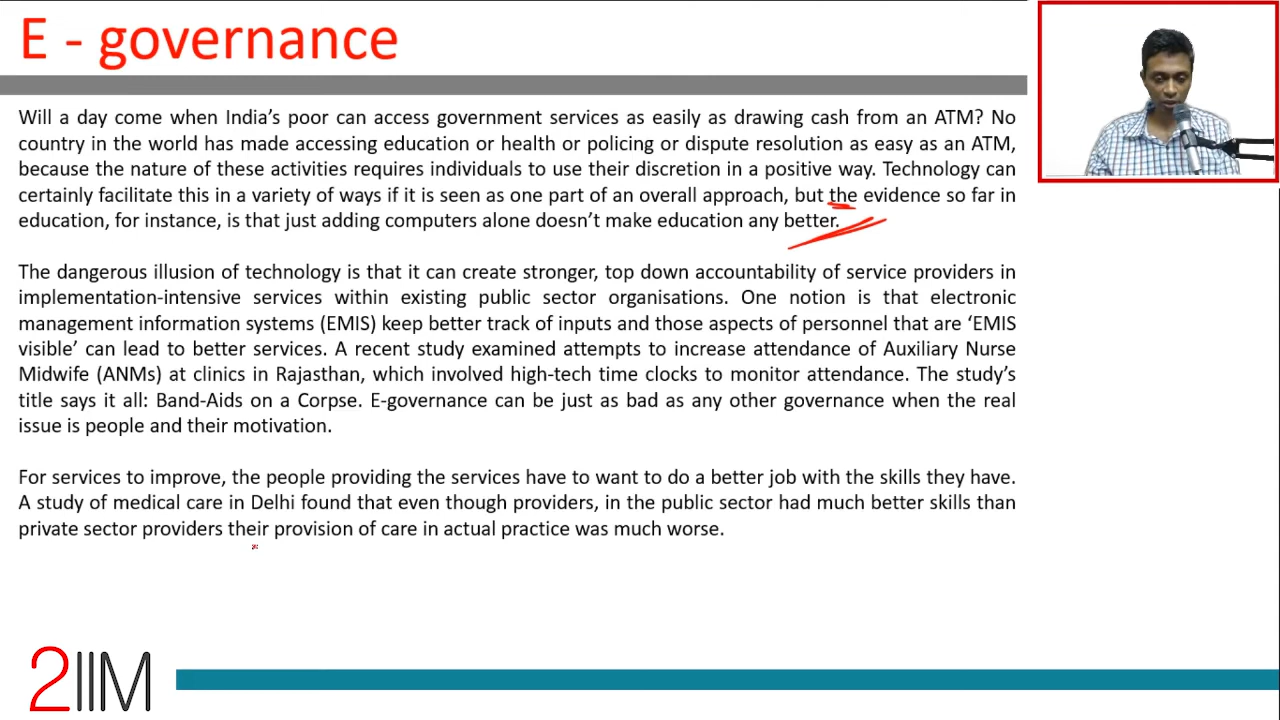 E - governance
Will a day come when India’s poor can access government services as easily as drawing cash from an ATM? No
country in the world has made accessing education or health or policing or dispute resolution as easy as an ATM,
because the nature of these activities requires individuals to use their discretion in a positive way. Technology can
certainly facilitate this in a variety of ways if it is seen as one part of an overall approach, but the evidence so far in
education, for instance, is that just adding computers alone doesn’t make education any better.
The dangerous illusion of technology is that it can create stronger, top down accountability of service providers in
implementation-intensive services within existing public sector organisations. One notion is that electronic
management information systems (EMIS) keep better track of inputs and those aspects of personnel that are ‘EMIS
visible’ can lead to better services. A recent study examined attempts to increase attendance of Auxiliary Nurse
Midwife (ANMs) at clinics in Rajasthan, which involved high-tech time clocks to monitor attendance. The study’s
title says it all: Band-Aids on a Corpse. E-governance can be just as bad as any other governance when the real
issue is people and their motivation.
For services to improve, the people providing the services have to want to do a better job with the skills they have.
A study of medical care in Delhi found that even though providers, in the public sector had much better skills than
private sector providers their provision of care in actual practice was much worse.
2IIM